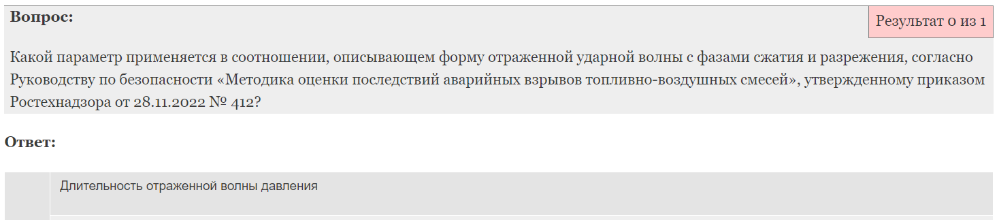 Вопрос:
Результат 0 из 1
Какой параметр применяется в соотношении, описывающем форму отраженной ударной волны с фазами сжатия и разрежения, согласно
Руководству по безопасности «Методика оценки последствий аварийных взрывов топливно-воздушных смесей», утвержденному приказом
Ростехнадзора от 28.11.2022 № 412?
Ответ:
Длительность отраженной волны давления